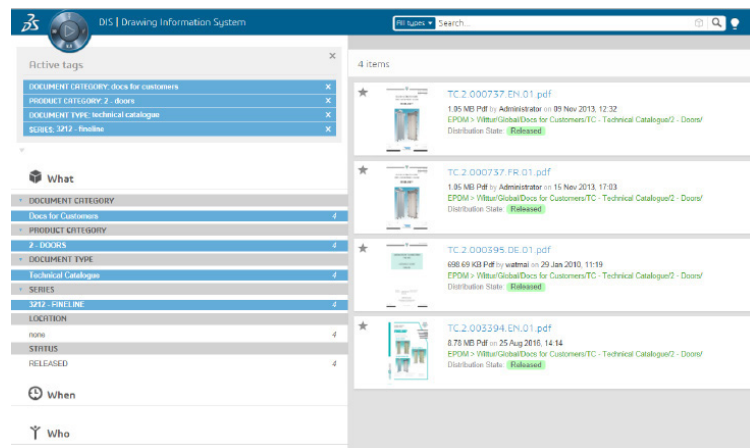 DIS | Drawing Information System
All types
Search...
Active tags
DOCUMENT CATEGORY: docs for customers
PRODUCT CATEGORY: 2 - doors
DOCUMENT TYPE: technical catalogue
SERIES: 3212 - fineline
What
DOCUMENT CATEGORY
Docs for Customers 4
PRODUCT CATEGORY
2 - DOORS 4
DOCUMENT TYPE
Technical Catalogue 4
SERIES
3212 - FINELINE 4
LOCATION
none 4
STATUS
RELEASED 4
When
Who
4 items
TC.2.000737.EN.01.pdf
1.05 MB Pdf by Administrator on 09 Nov 2013, 12:32
EPDM > Wittur/Global/Docs for Customers/TC - Technical Catalogue/2 - Doors/
Distribution State: Released
TC.2.000737.FR.01.pdf
1.05 MB Pdf by Administrator on 15 Nov 2013, 17:03
EPDM > Wittur/Global/Docs for Customers/TC - Technical Catalogue/2 - Doors/
Distribution State: Released
TC.2.000395.DE.01.pdf
698.69 KB Pdf by watmai on 29 Jan 2010, 11:19
EPDM > Wittur/Global/Docs for Customers/TC - Technical Catalogue/2 - Doors/
Distribution State: Released
TC.2.003394.EN.01.pdf
8.78 MB Pdf on 25 Aug 2016, 14:14
EPDM > Wittur/Global/Docs for Customers/TC - Technical Catalogue/2 - Doors/
Distribution State: Released